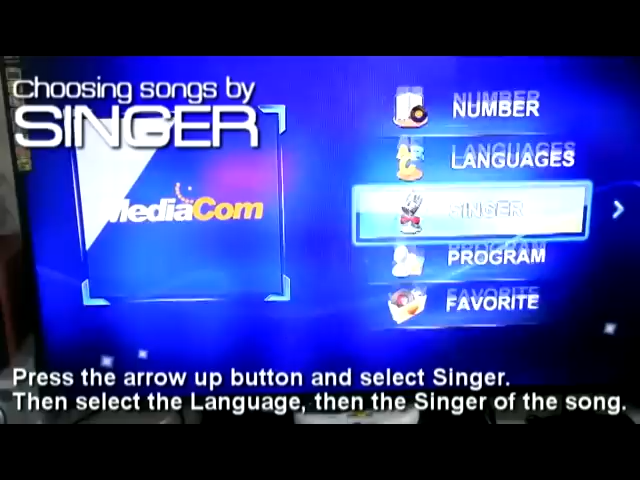 Choosing songs by
SINGER
MediaCom
NUMBER
LANGUAGES
SINGER
PROGRAM
FAVORITE
Press the arrow up button and select Singer.
Then select the Language, then the Singer of the song.